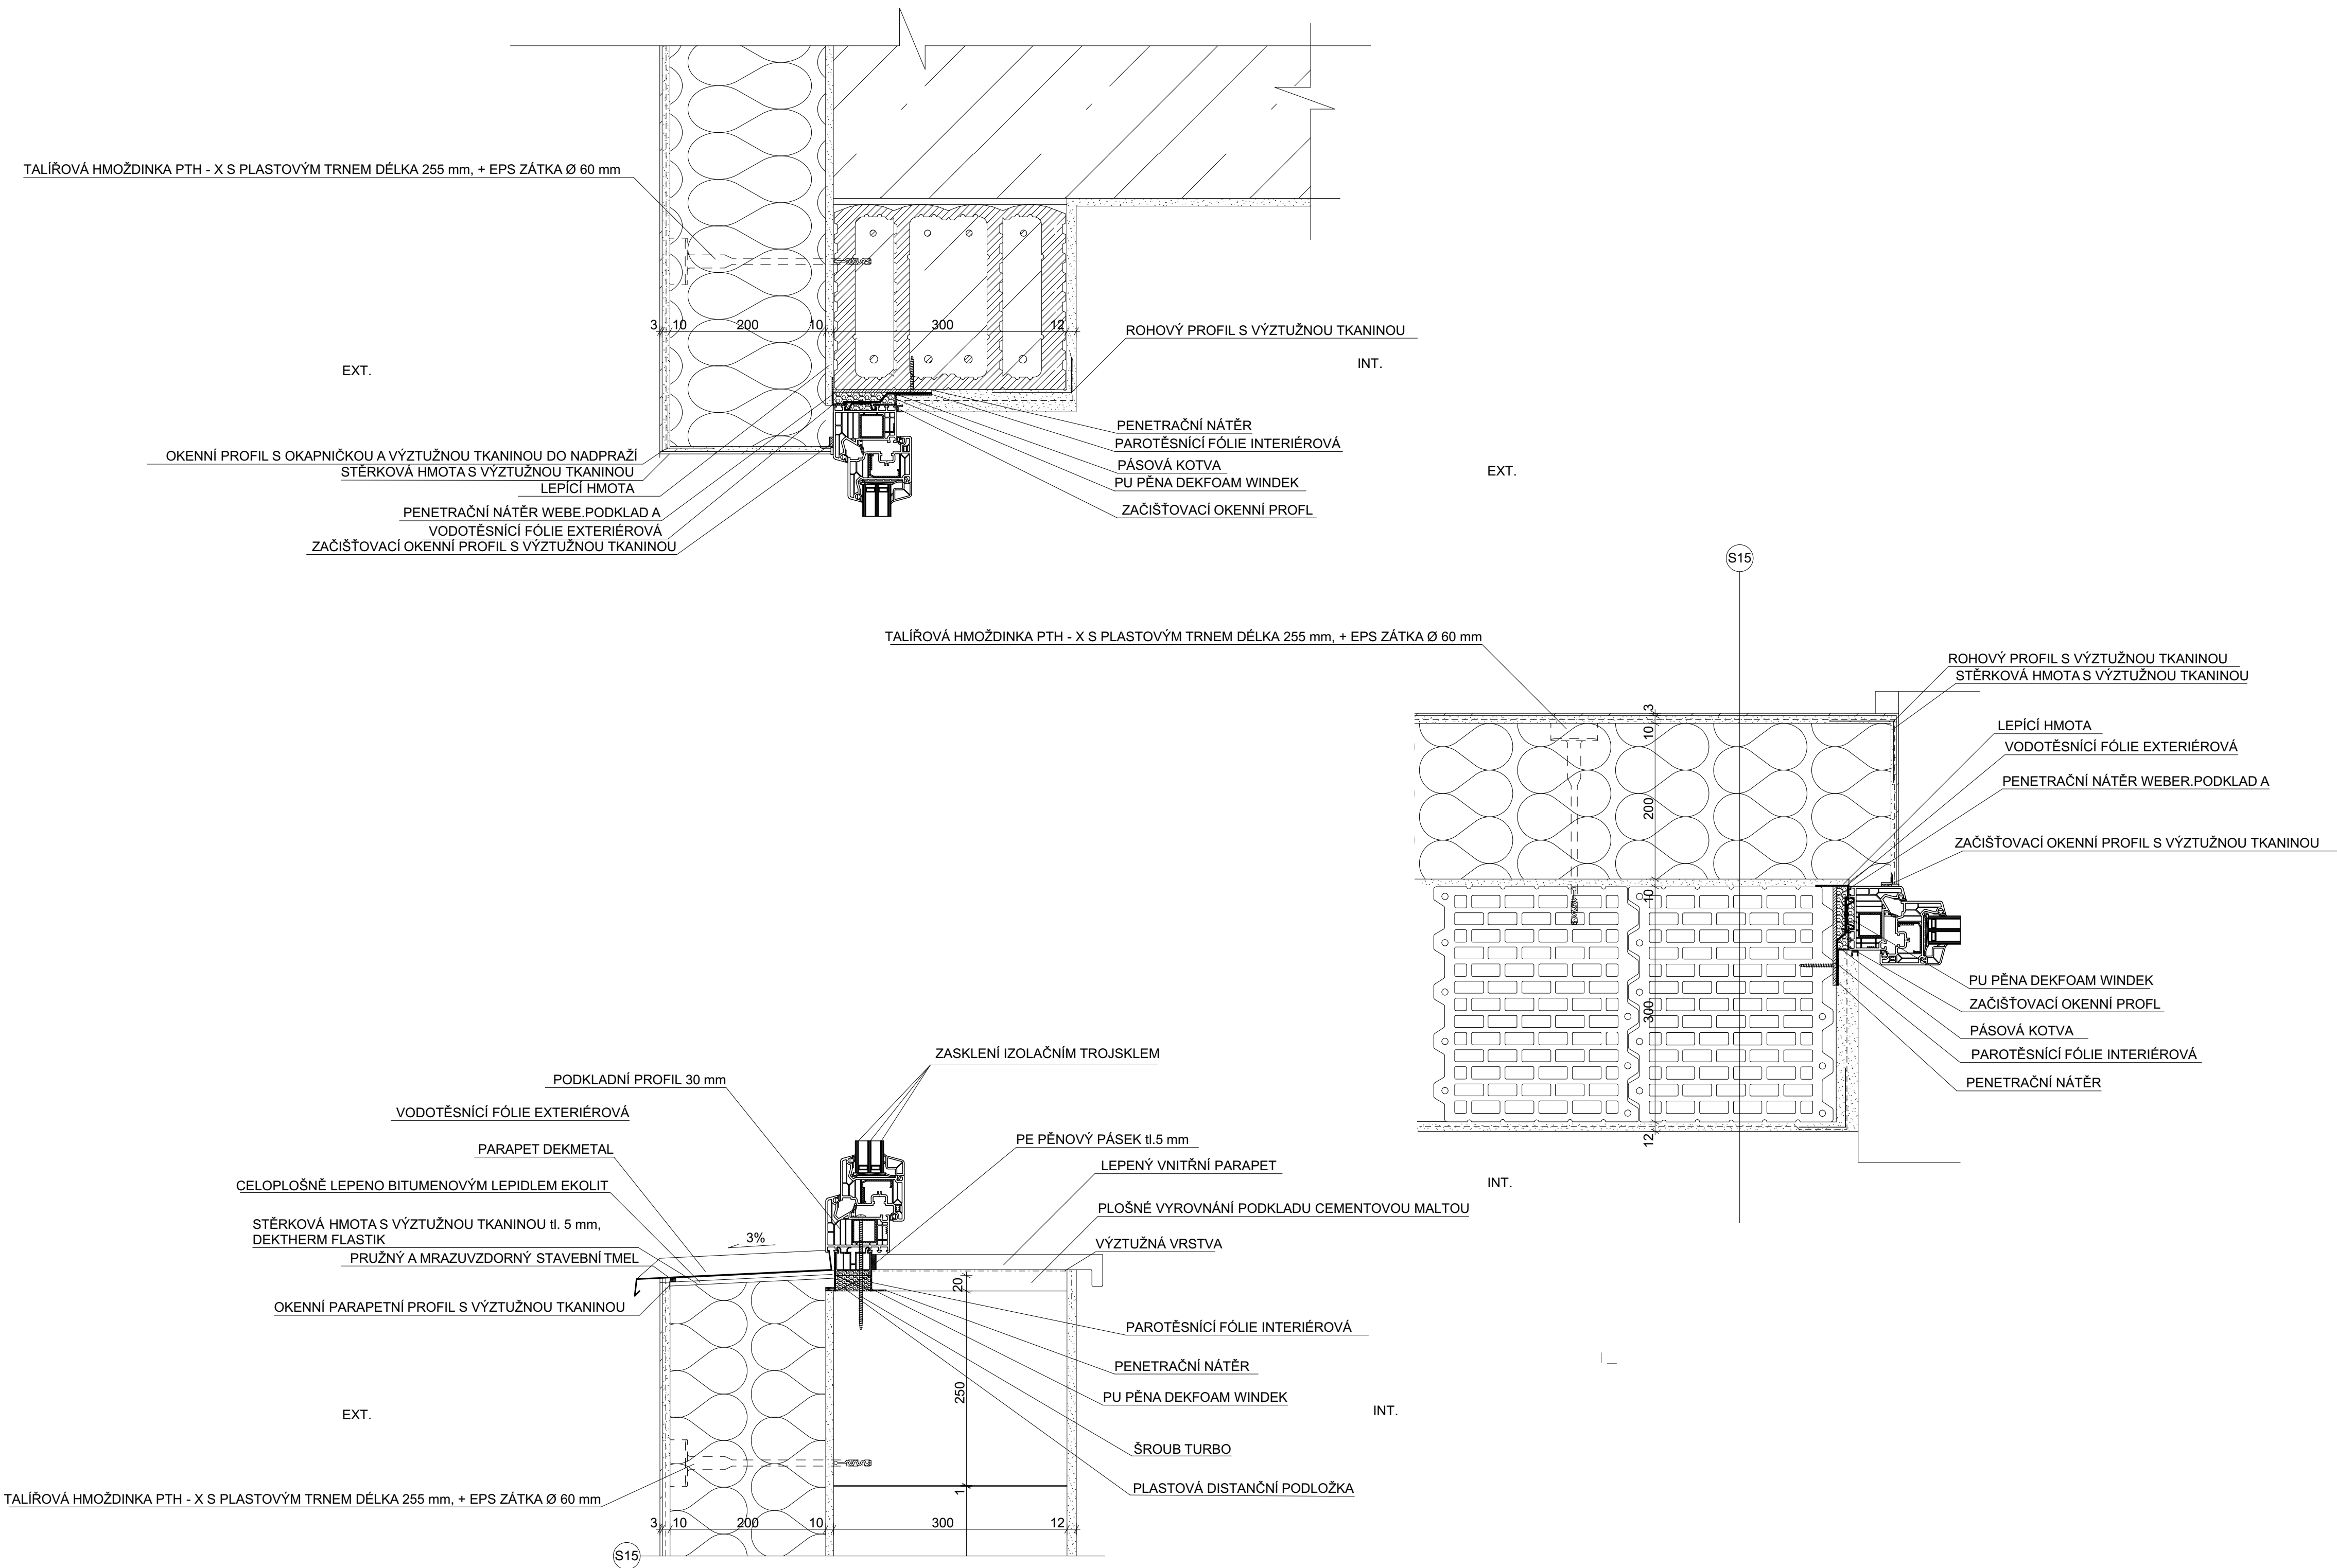 TALÍŘOVÁ HMOŽDINKA PTH - X S PLASTOVÝM TRNEM DÉLKA 255 mm, + EPS ZÁTKA Ø 60 mm
3 10 200 10 300 12
ROHOVÝ PROFIL S VÝZTUŽNOU TKANINOU
EXT.
INT.
PENETRAČNÍ NÁTĚR
PAROTĚSNÍCÍ FÓLIE INTERIÉROVÁ
PÁSOVÁ KOTVA
PU PĚNA DEKFOAM WINDEK
ZAČIŠŤOVACÍ OKENNÍ PROFL
OKENNÍ PROFIL S OKAPNIČKOU A VÝZTUŽNOU TKANINOU DO NADPRAŽÍ
STĚRKOVÁ HMOTA S VÝZTUŽNOU TKANINOU
LEPÍCÍ HMOTA
PENETRAČNÍ NÁTĚR WEBE.PODKLAD A
VODOTĚSNÍCÍ FÓLIE EXTERIÉROVÁ
ZAČIŠŤOVACÍ OKENNÍ PROFIL S VÝZTUŽNOU TKANINOU
EXT.
S15
TALÍŘOVÁ HMOŽDINKA PTH - X S PLASTOVÝM TRNEM DÉLKA 255 mm, + EPS ZÁTKA Ø 60 mm
ROHOVÝ PROFIL S VÝZTUŽNOU TKANINOU
STĚRKOVÁ HMOTA S VÝZTUŽNOU TKANINOU
LEPÍCÍ HMOTA
VODOTĚSNÍCÍ FÓLIE EXTERIÉROVÁ
PENETRAČNÍ NÁTĚR WEBER.PODKLAD A
ZAČIŠŤOVACÍ OKENNÍ PROFIL S VÝZTUŽNOU TKANINOU
3
10
200
10
300
12
PU PĚNA DEKFOAM WINDEK
ZAČIŠŤOVACÍ OKENNÍ PROFL
PÁSOVÁ KOTVA
PAROTĚSNÍCÍ FÓLIE INTERIÉROVÁ
PENETRAČNÍ NÁTĚR
INT.
ZASKLENÍ IZOLAČNÍM TROJSKLEM
PODKLADNÍ PROFIL 30 mm
VODOTĚSNÍCÍ FÓLIE EXTERIÉROVÁ
PARAPET DEKMETAL
CELOPLOŠNĚ LEPENO BITUMENOVÝM LEPIDLEM EKOLIT
STĚRKOVÁ HMOTA S VÝZTUŽNOU TKANINOU tl. 5 mm,
DEKTHERM FLASTIK
PRUŽNÝ A MRAZUVZDORNÝ STAVEBNÍ TMEL
OKENNÍ PARAPETNÍ PROFIL S VÝZTUŽNOU TKANINOU
3%
PE PĚNOVÝ PÁSEK tl.5 mm
LEPENÝ VNITŘNÍ PARAPET
PLOŠNÉ VYROVNÁNÍ PODKLADU CEMENTOVOU MALTOU
VÝZTUŽNÁ VRSTVA
20
250
1
PAROTĚSNÍCÍ FÓLIE INTERIÉROVÁ
PENETRAČNÍ NÁTĚR
PU PĚNA DEKFOAM WINDEK
ŠROUB TURBO
PLASTOVÁ DISTANČNÍ PODLOŽKA
EXT.
INT.
TALÍŘOVÁ HMOŽDINKA PTH - X S PLASTOVÝM TRNEM DÉLKA 255 mm, + EPS ZÁTKA Ø 60 mm
3 10 200 10 300 12
S15